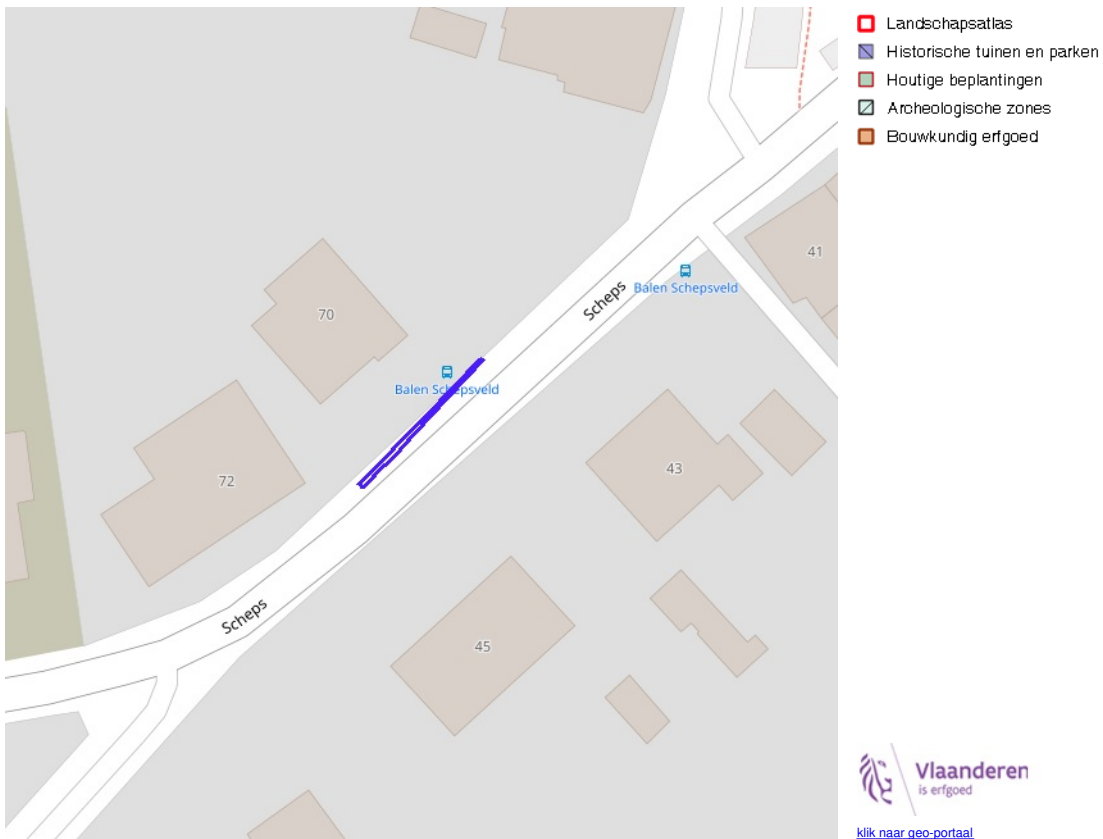 Landschapsatlas
Historische tuinen en parken
Houtige beplantingen
Archeologische zones
Bouwkundig erfgoed
41
Balen Schepsveld
Scheps
70
Balen Schepsveld
72
43
Scheps
45
Vlaanderen
is erfgoed
klik naar geo-portaal